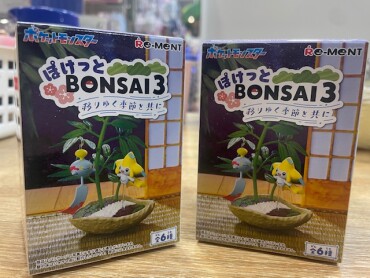 ポケットモンスター
Re-MeNT
ぽけっと
BONSAI 3
移りゆく季節と共に
全6種
ポケットモンスター
Re-MeNT
ぽけっと
BONSAI 3
移りゆく季節と共に
全6種